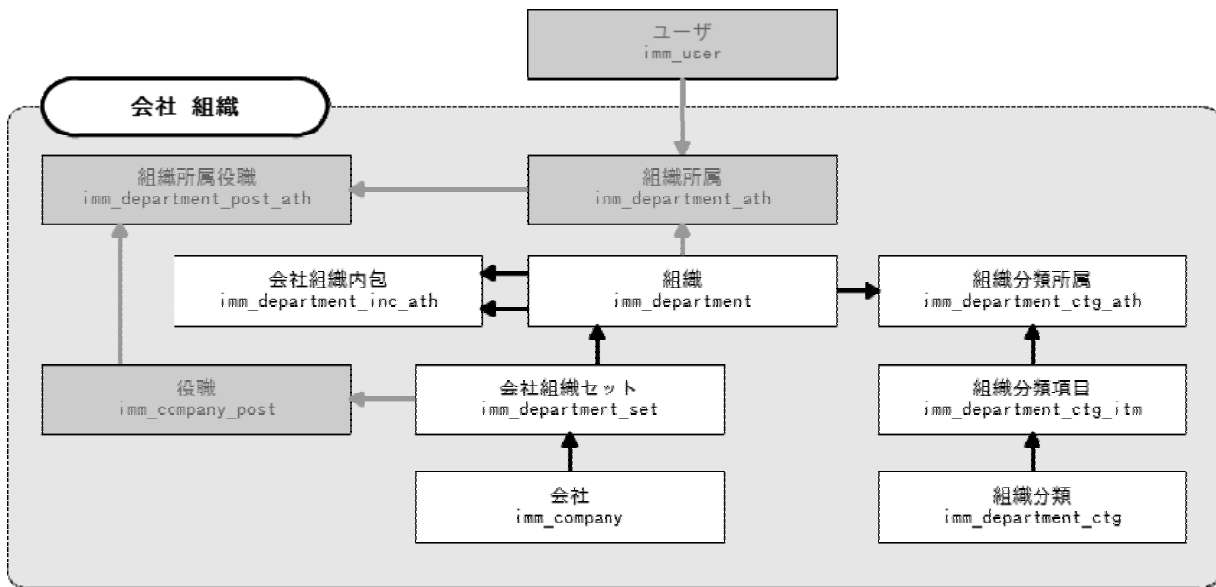 ユーザ
imm_user
会社 組織
組織所属役職
imm_department_post_ath
組織所属
imm_department_ath
会社組織内包
imm_department_inc_ath
組織
imm_department
組織分類所属
imm_department_ctg_ath
役職
imm_company_post
会社組織セット
imm_department_set
組織分類項目
imm_department_ctg_itm
会社
imm_company
組織分類
imm_department_ctg